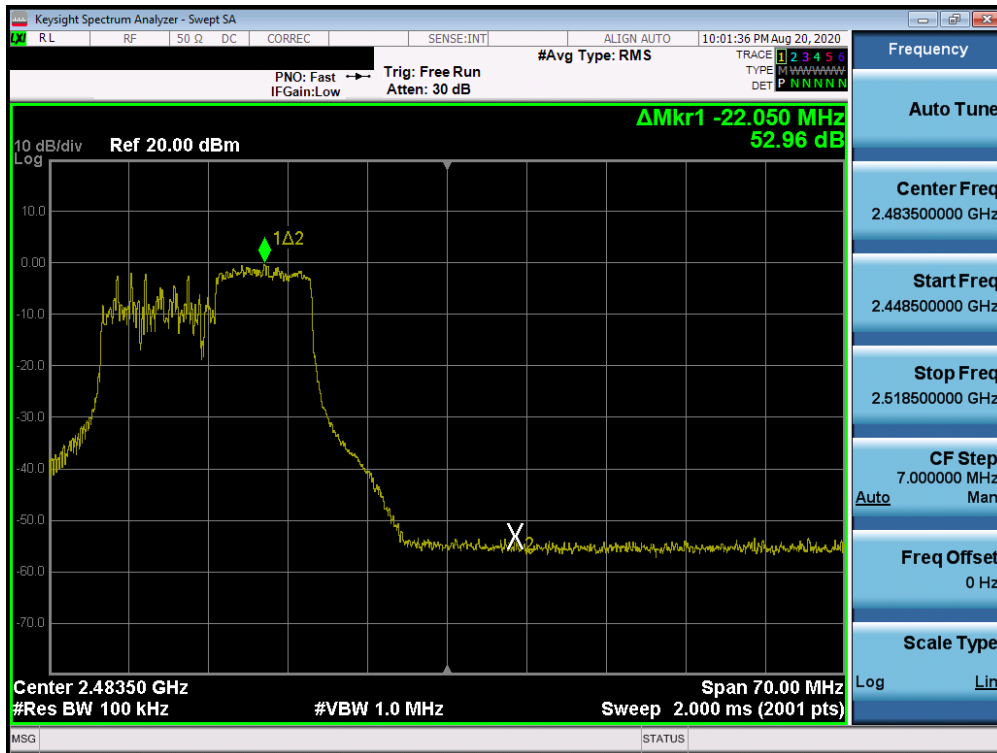 Keysight Spectrum Analyzer - Swept SA
LXI RL RF 50 Ω DC CORREC SENSE:INT ALIGN AUTO 10:01:36 PM Aug 20, 2020
#Avg Type: RMS
TRACE 1 2 3 4 5 6
PNO: Fast Trig: Free Run
TYPE M WWWWW
IFGain:Low Atten: 30 dB
DET P N N N N N
ΔMkr1 -22.050 MHz
52.96 dB
10 dB/div Ref 20.00 dBm
Log
10.0
0.00
-10.0
-20.0
-30.0
-40.0
-50.0
-60.0
-70.0
1Δ2
X2
Center 2.48350 GHz Span 70.00 MHz
#Res BW 100 kHz #VBW 1.0 MHz Sweep 2.000 ms (2001 pts)
MSG STATUS
Frequency
Auto Tune
Center Freq
2.483500000 GHz
Start Freq
2.448500000 GHz
Stop Freq
2.518500000 GHz
CF Step
7.000000 MHz
Auto Man
Freq Offset
0 Hz
Scale Type
Log Lin